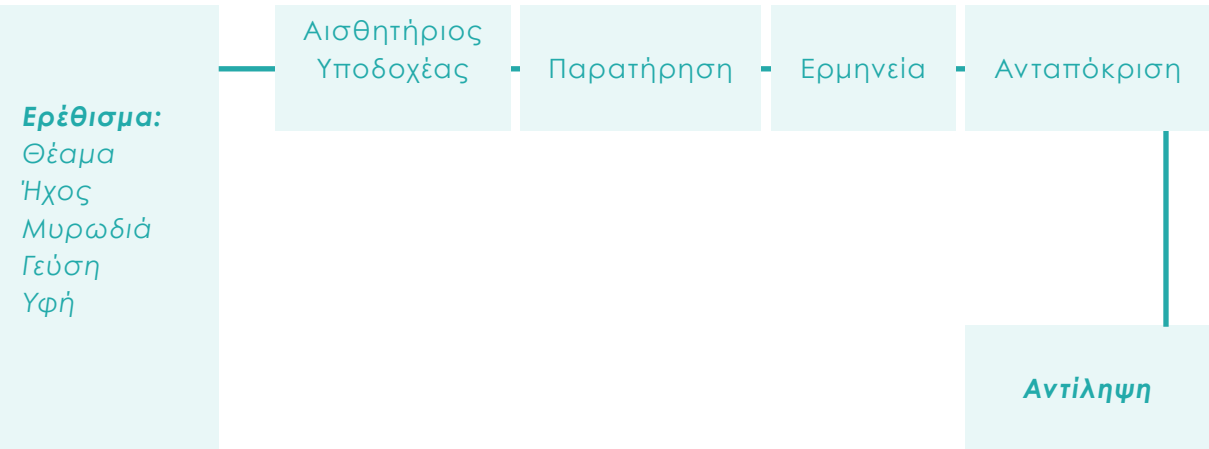 Ερέθισμα:
Θέαμα
Ήχος
Μυρωδιά
Γεύση
Υφή
Αισθητήριος
Υποδοχέας
Παρατήρηση
Ερμηνεία
Ανταπόκριση
Αντίληψη